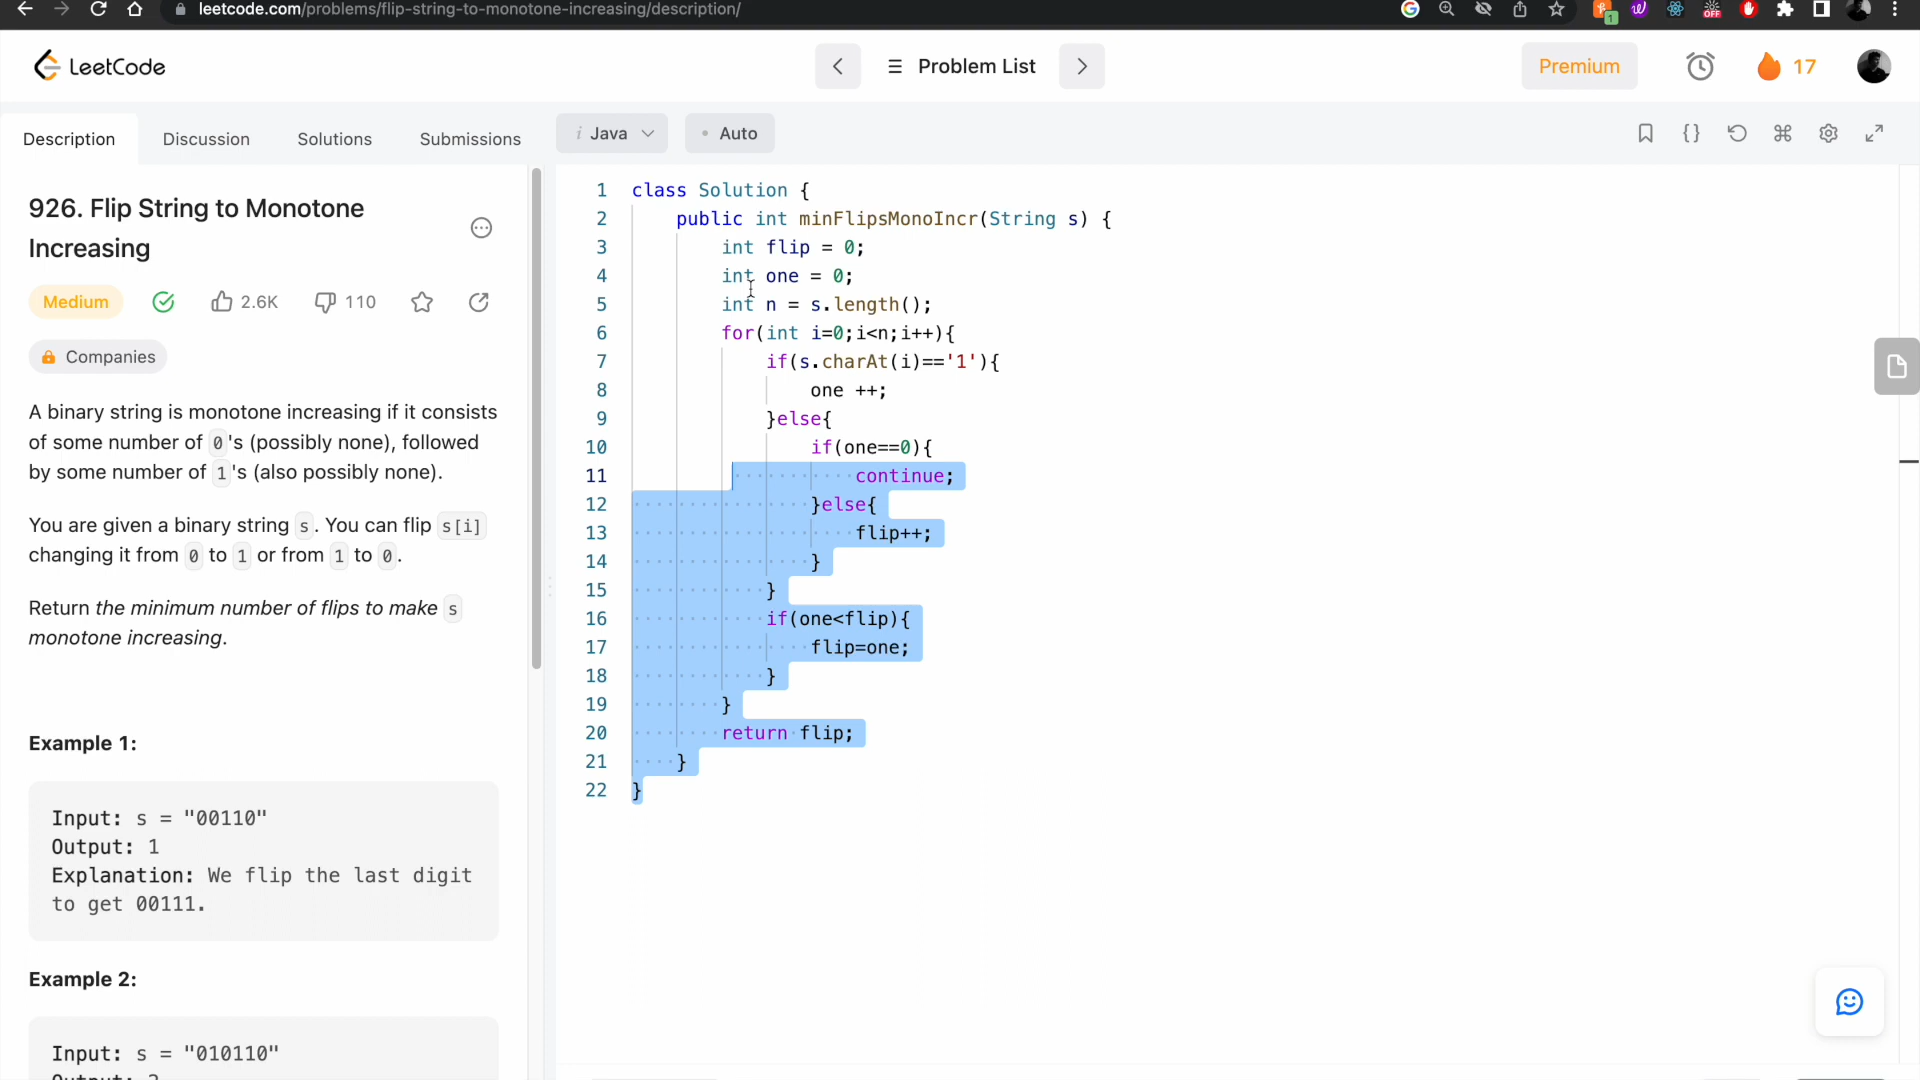 leetcode.com/problems/flip-string-to-monotone-increasing/description/
1
OFF
LeetCode
Problem List
Premium
17
Description
Discussion
Solutions
Submissions
i Java
• Auto
926. Flip String to Monotone
Increasing
Medium
2.6K
110
Companies
A binary string is monotone increasing if it consists
of some number of 0's (possibly none), followed
by some number of 1's (also possibly none).
You are given a binary string s. You can flip s[i]
changing it from 0 to 1 or from 1 to 0.
Return the minimum number of flips to make s
monotone increasing.
Example 1:
Input: s = "00110"
Output: 1
Explanation: We flip the last digit
to get 00111.
Example 2:
Input: s = "010110"
1 class Solution {
2 public int minFlipsMonoIncr(String s) {
3 int flip = 0;
4 int one = 0;
5 int n = s.length();
6 for(int i=0;i<n;i++){
7 if(s.charAt(i)=='1'){
8 one ++;
9 }else{
10 if(one==0){
11 continue;
12 }else{
13 flip++;
14 }
15 }
16 if(one<flip){
17 flip=one;
18 }
19 }
20 return flip;
21 }
22 }